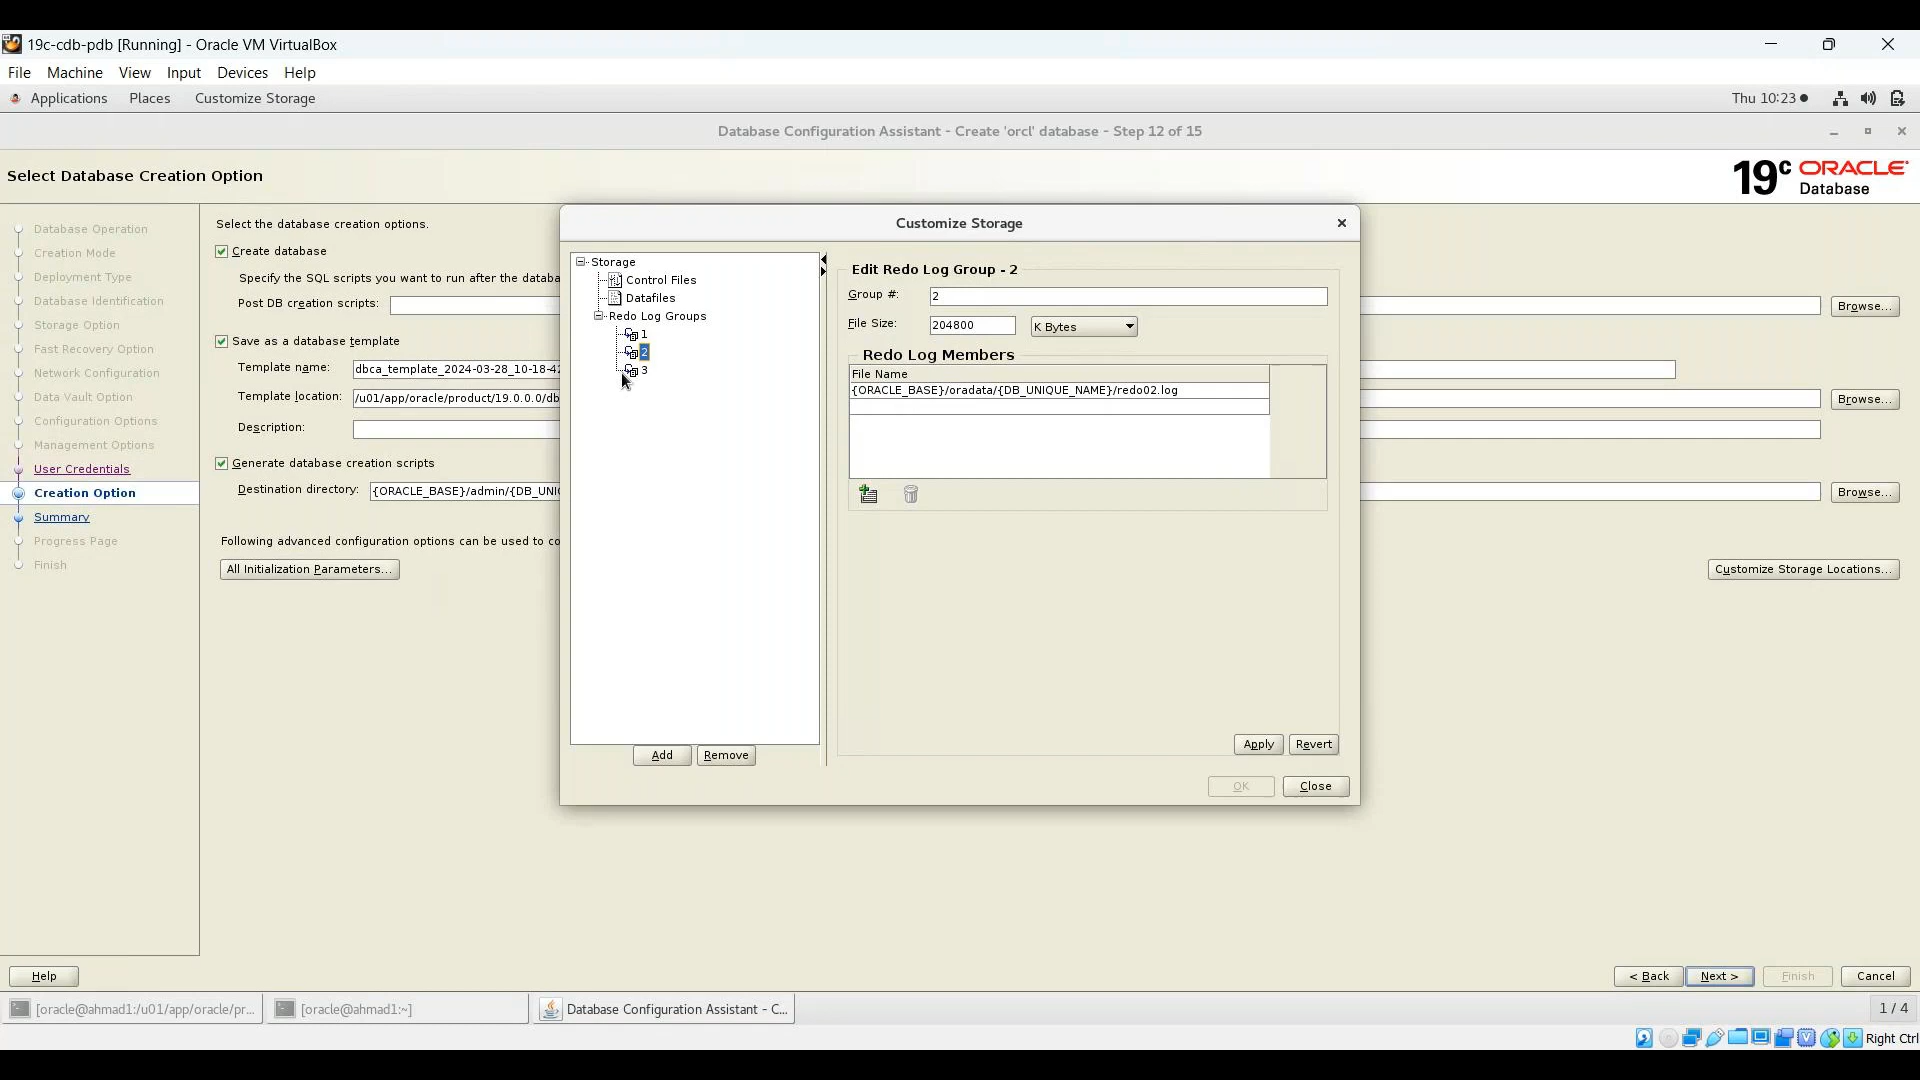 19c-cdb-pdb [Running] - Oracle VM VirtualBox
File Machine View Input Devices Help
Applications Places Customize Storage Thu 10:23
Database Configuration Assistant - Create 'orcl' database - Step 12 of 15
Select Database Creation Option
19c ORACLE Database
Database Operation
Creation Mode
Deployment Type
Database Identification
Storage Option
Fast Recovery Option
Network Configuration
Data Vault Option
Configuration Options
Management Options
User Credentials
Creation Option
Summary
Progress Page
Finish
Select the database creation options.
Create database
Specify the SQL scripts you want to run after the databa
Post DB creation scripts: Browse...
Save as a database template
Template name: dbca_template_2024-03-28_10-18-42
Template location: /u01/app/oracle/product/19.0.0.0/db Browse...
Description:
Generate database creation scripts
Destination directory: {ORACLE_BASE}/admin/{DB_UNIQ Browse...
Following advanced configuration options can be used to co
All Initialization Parameters... Customize Storage Locations...
Customize Storage
Storage
Control Files
Datafiles
Redo Log Groups
1
2
3
Add Remove
Edit Redo Log Group - 2
Group #: 2
File Size: 204800 K Bytes
Redo Log Members
File Name
{ORACLE_BASE}/oradata/{DB_UNIQUE_NAME}/redo02.log
Apply Revert
OK Close
Help < Back Next > Finish Cancel
[oracle@ahmad1:/u01/app/oracle/pr... [oracle@ahmad1:~] Database Configuration Assistant - C... 1 / 4
Right Ctrl